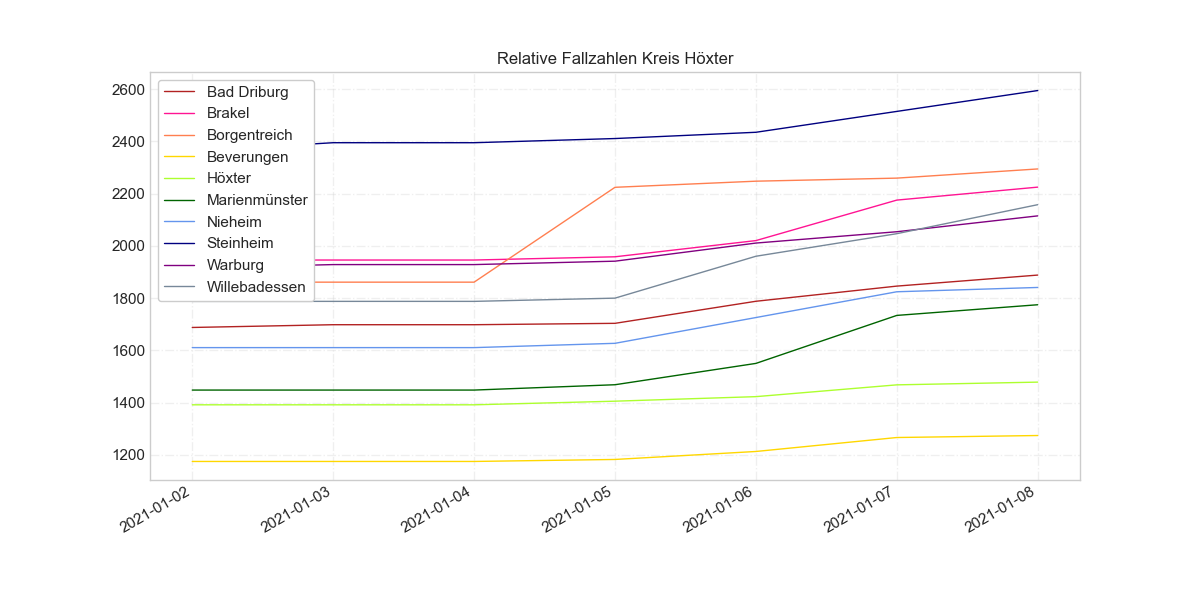 Relative Fallzahlen Kreis Höxter
2600
2400
2200
2000
1800
1600
1400
1200
Bad Driburg
Brakel
Borgentreich
Beverungen
Höxter
Marienmünster
Nieheim
Steinheim
Warburg
Willebadessen
2021-01-02
2021-01-03
2021-01-04
2021-01-05
2021-01-06
2021-01-07
2021-01-08